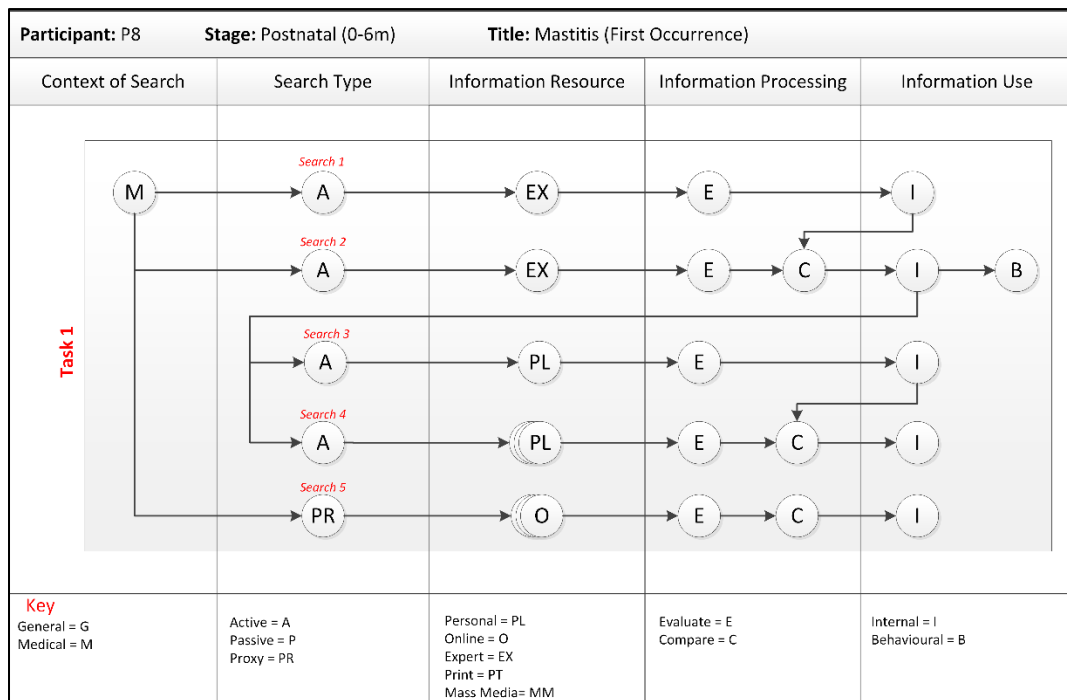 Participant: P8 Stage: Postnatal (0-6m) Title: Mastitis (First Occurrence)
Context of Search Search Type Information Resource Information Processing Information Use
Task 1
Search 1
M A EX E I
Search 2
A EX E C I B
Search 3
A PL E I
Search 4
A PL E C I
Search 5
PR O E C I
Key
General = G
Medical = M
Active = A
Passive = P
Proxy = PR
Personal = PL
Online = O
Expert = EX
Print = PT
Mass Media= MM
Evaluate = E
Compare = C
Internal = I
Behavioural = B